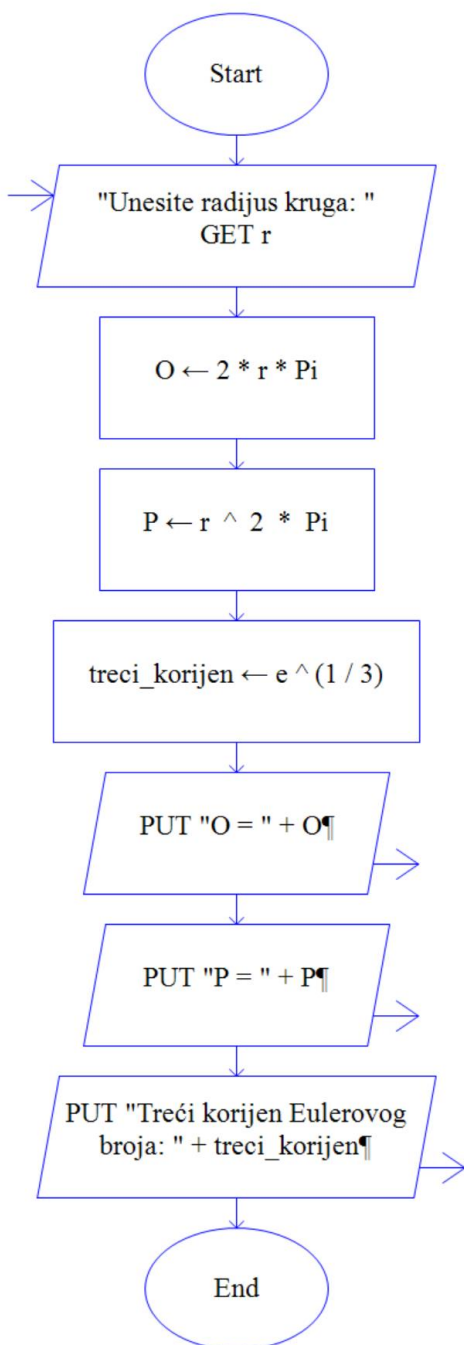 Start
"Unesite radijus kruga: "
GET r
O ← 2 * r * Pi
P ← r ^ 2 * Pi
treci_korijen ← e ^ (1 / 3)
PUT "O = " + O¶
PUT "P = " + P¶
PUT "Treći korijen Eulerovog
broja: " + treci_korijen¶
End